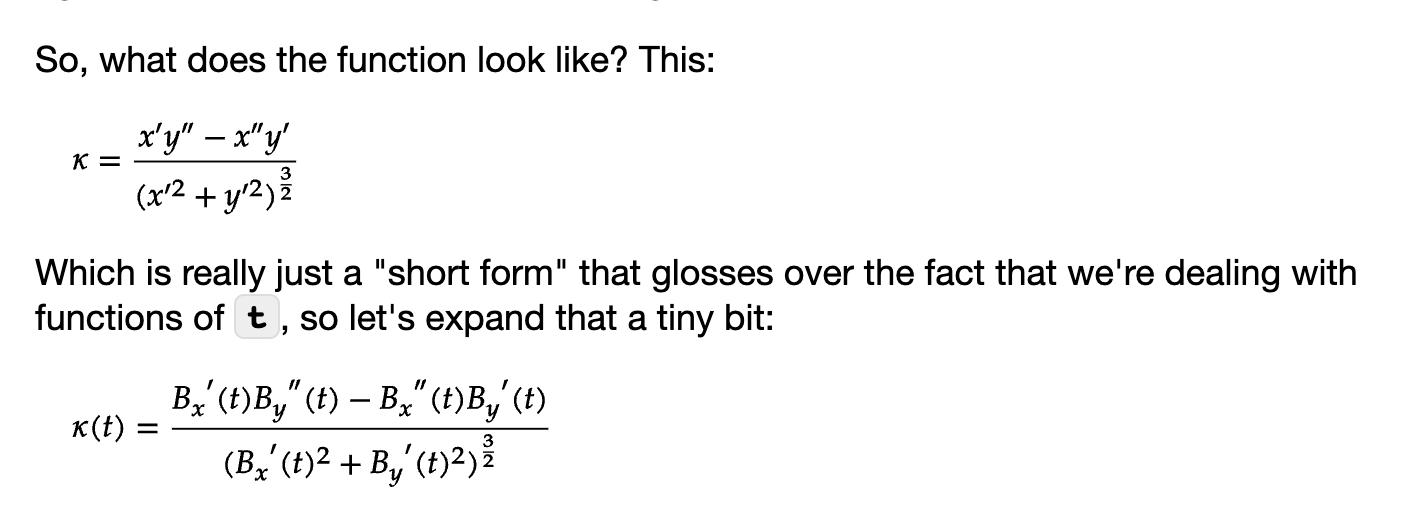 So, what does the function look like? This:
κ = \frac{x'y'' − x''y'}{(x'^2 + y'^2)^{\frac{3}{2}}}
Which is really just a "short form" that glosses over the fact that we're dealing with
functions of t , so let's expand that a tiny bit:
κ(t) = \frac{B_x'(t)B_y''(t) − B_x''(t)B_y'(t)}{(B_x'(t)^2 + B_y'(t)^2)^{\frac{3}{2}}}